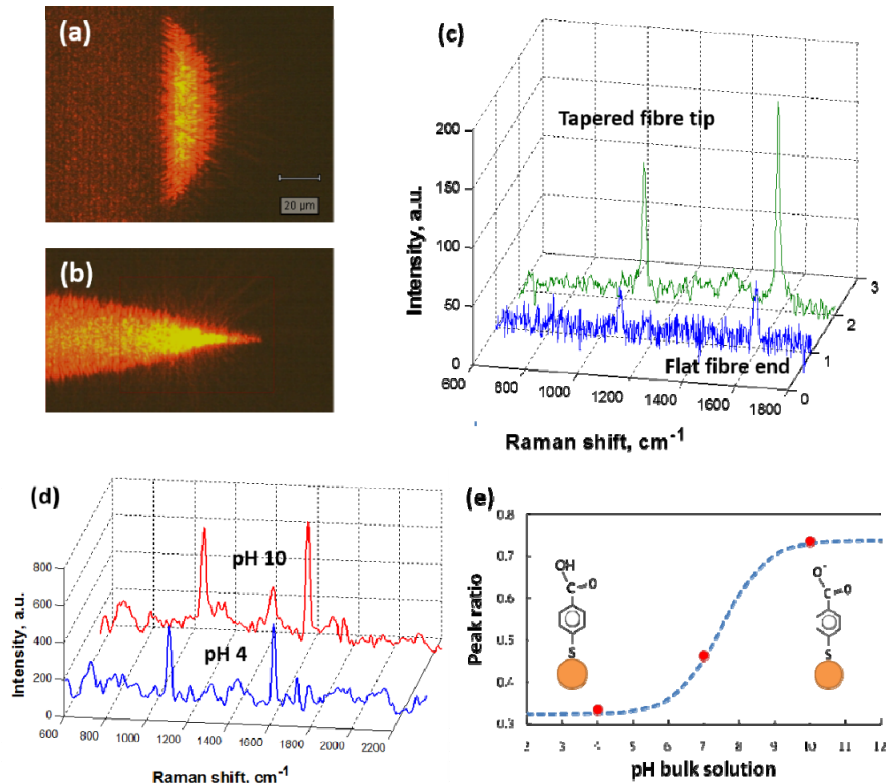 (a)
20 µm
(b)
(c)
Tapered fibre tip
Flat fibre end
200
150
100
50
0
Intensity, a.u.
600
800
1000
1200
1400
1600
1800
0
1
2
3
Raman shift, cm-1
(d)
pH 10
pH 4
800
600
400
200
0
Intensity, a.u.
600
800
1000
1200
1400
1600
1800
2000
2200
Raman shift, cm-1
(e)
0.8
0.7
0.6
0.5
0.4
0.3
Peak ratio
OH
C
O
S
O-
C
O
S
2 3 4 5 6 7 8 9 10 11 12
pH bulk solution